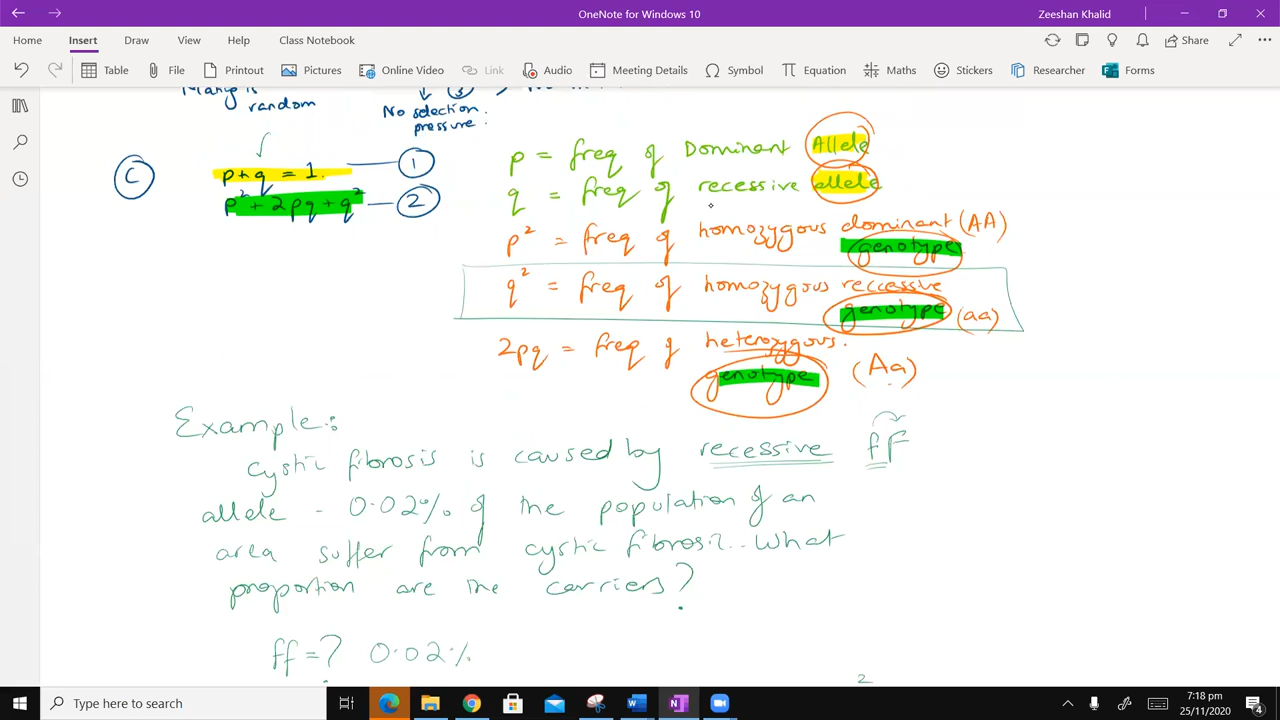 OneNote for Windows 10
Zeeshan Khalid
Home Insert Draw View Help Class Notebook
Share
Table File Printout Pictures Online Video Link Audio Meeting Details Symbol Equation Maths Stickers Researcher Forms
random
No selection
pressure:
C
p+q = 1. 1
p² + 2pq + q² 2
p = freq of Dominant Allele
q = freq of recessive allele
p² = freq of homozygous dominant (AA)
genotype
q² = freq of homozygous reccessive
genotype (aa)
2pq = freq of heterozygous.
genotype (Aa)
Example:
Cystic fibrosis is caused by recessive ff
allele - 0.02% of the population of an
area suffer from cystic fibrosis.. What
proportion are the carriers?
ff=? 0.02%
2
Type here to search
7:18 pm
25/11/2020
4